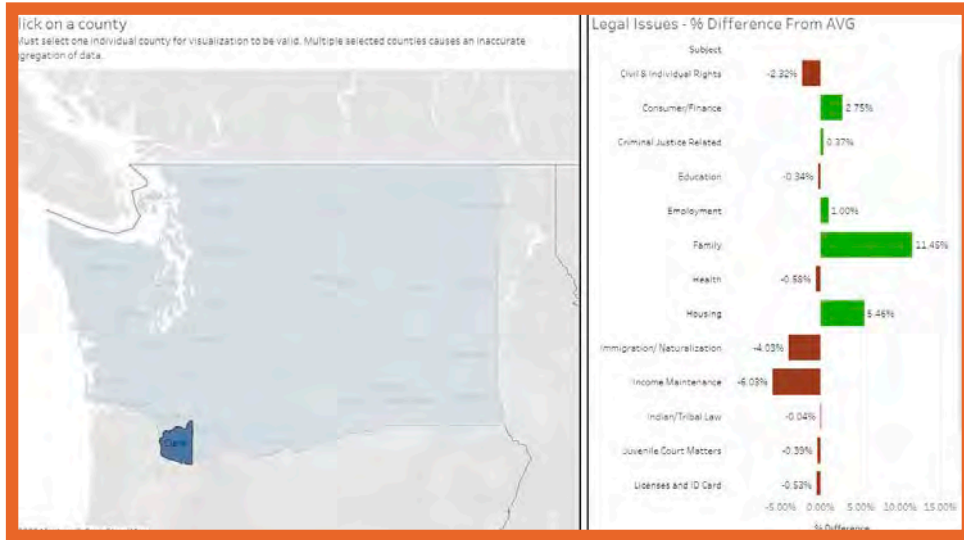 lick on a county
Must select one individual county for visualization to be valid. Multiple selected counties causes an inaccurate
gregation of data.
Clark
Legal Issues - % Difference From AVG
Subject
Civil & Individual Rights
-2.32%
Consumer/Finance
2.75%
Criminal Justice Related
0.37%
Education
-0.34%
Employment
1.00%
Family
11.45%
Health
-0.58%
Housing
5.46%
Immigration/ Naturalization
-4.03%
Income Maintenance
-6.03%
Indian/Tribal Law
-0.04%
Juvenile Court Matters
-0.39%
Licenses and ID Card
-0.53%
-5.00% 0.00% 5.00% 10.00% 15.00%
% Difference